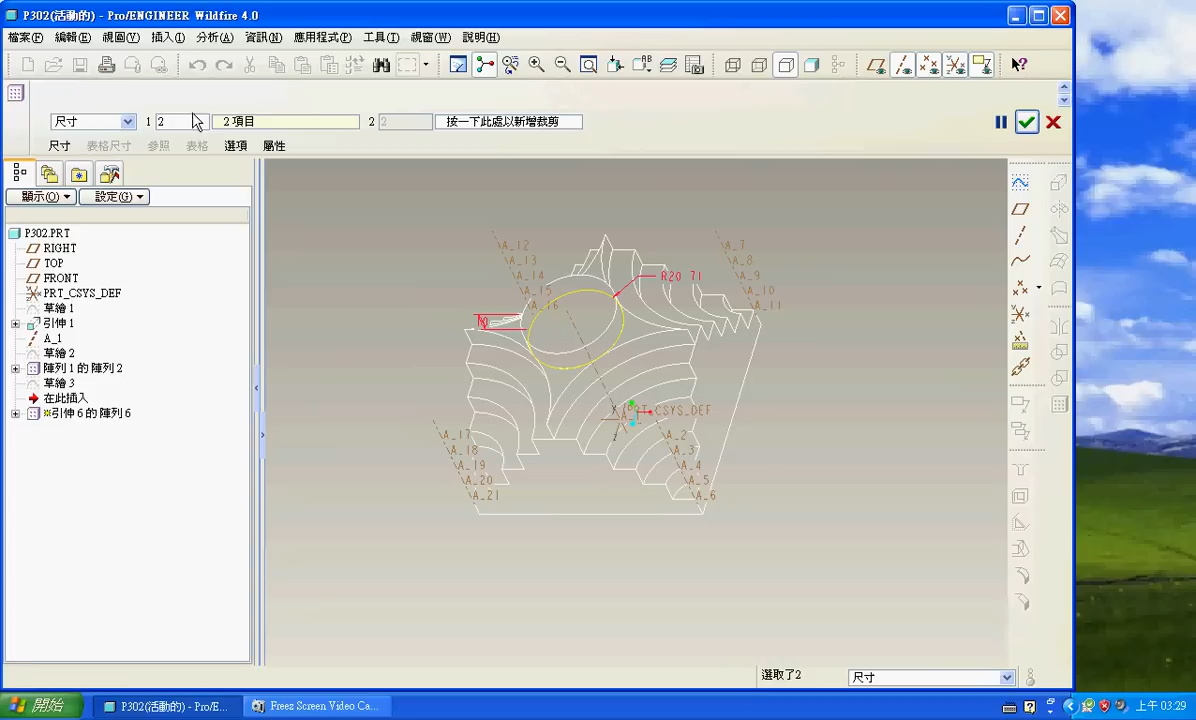 P302(活動的) - Pro/ENGINEER Wildfire 4.0
檔案(F) 編輯(E) 視圖(V) 插入(I) 分析(A) 資訊(N) 應用程式(P) 工具(T) 視窗(W) 說明(H)
尺寸 1 2 2 項目 2 2 按一下此處以新增裁剪
尺寸 表格尺寸 參照 表格 選項 屬性
顯示(O) 設定(G)
P302.PRT
RIGHT
TOP
FRONT
PRT_CSYS_DEF
草繪 1
引伸 1
A_1
草繪 2
陣列 1 的 陣列 2
草繪 3
在此插入
引伸 6 的 陣列 6
A_12
A_13
A_14
A_15
A_16
A_7
A_8
A_9
A_10
A_11
R20 71
PRT_CSYS_DEF
A_17
A_18
A_19
A_20
A_21
A_2
A_3
A_4
A_5
A_6
選取了2 尺寸
開始 P302(活動的) - Pro/E... Freez Screen Video Ca... 上午 03:29